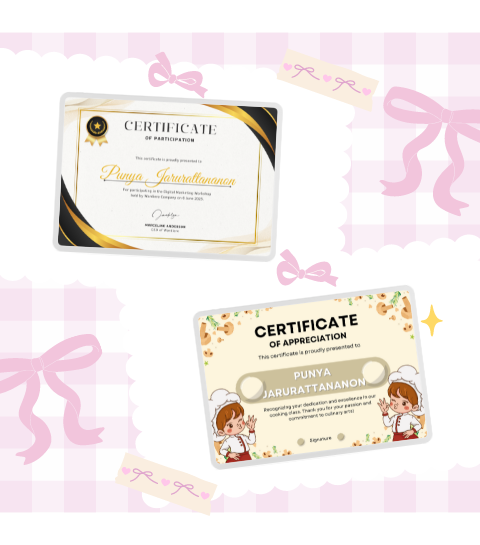 CERTIFICATE
OF PARTICIPATION
This certificate is proudly presented to
Punya Jarurattananon
For participating in the Digital Marketing Workshop
held by Wardiere Company on 6 June 2025
MARCELINE ANDERSON
CEO of Wardiere
CERTIFICATE
OF APPRECIATION
This certificate is proudly presented to
PUNYA
JARURATTANANON
Recognizing your dedication and excellence in our
cooking class. Thank you for your passion and
commitment to culinary arts!
Signature